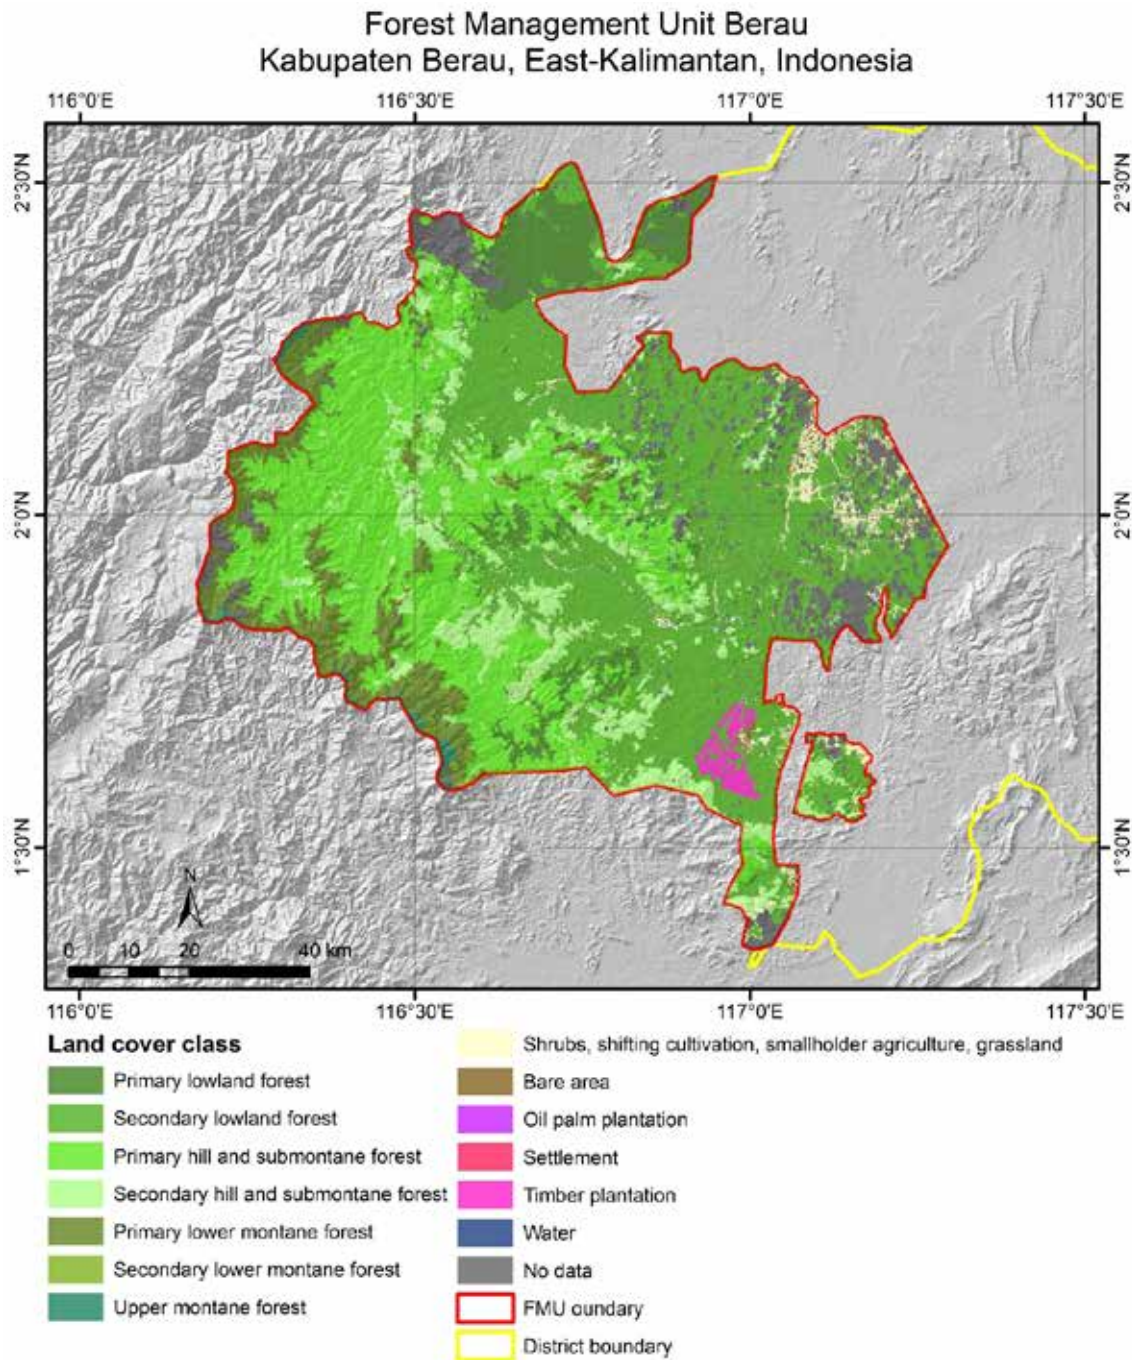 Forest Management Unit Berau
Kabupaten Berau, East-Kalimantan, Indonesia
116°0'E 116°30'E 117°0'E 117°30'E
2°30'N 2°30'N
2°0'N 2°0'N
1°30'N 1°30'N
N
0 10 20 40 km
116°0'E 116°30'E 117°0'E 117°30'E
Land cover class
Primary lowland forest
Secondary lowland forest
Primary hill and submontane forest
Secondary hill and submontane forest
Primary lower montane forest
Secondary lower montane forest
Upper montane forest
Shrubs, shifting cultivation, smallholder agriculture, grassland
Bare area
Oil palm plantation
Settlement
Timber plantation
Water
No data
FMU oundary
District boundary